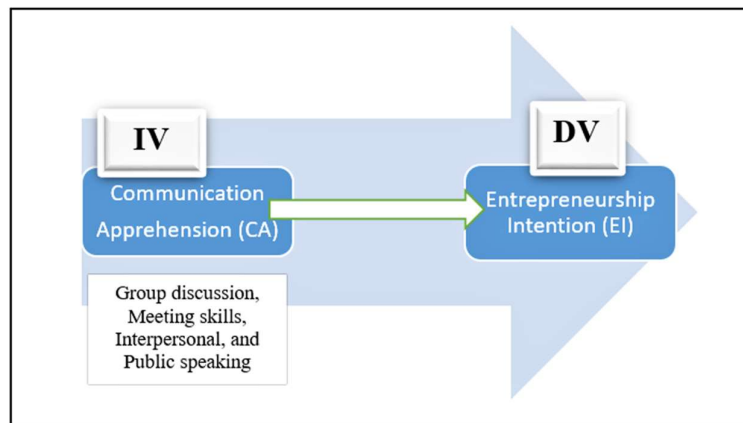 IV
Communication
Apprehension (CA)
Group discussion,
Meeting skills,
Interpersonal, and
Public speaking
DV
Entrepreneurship
Intention (EI)